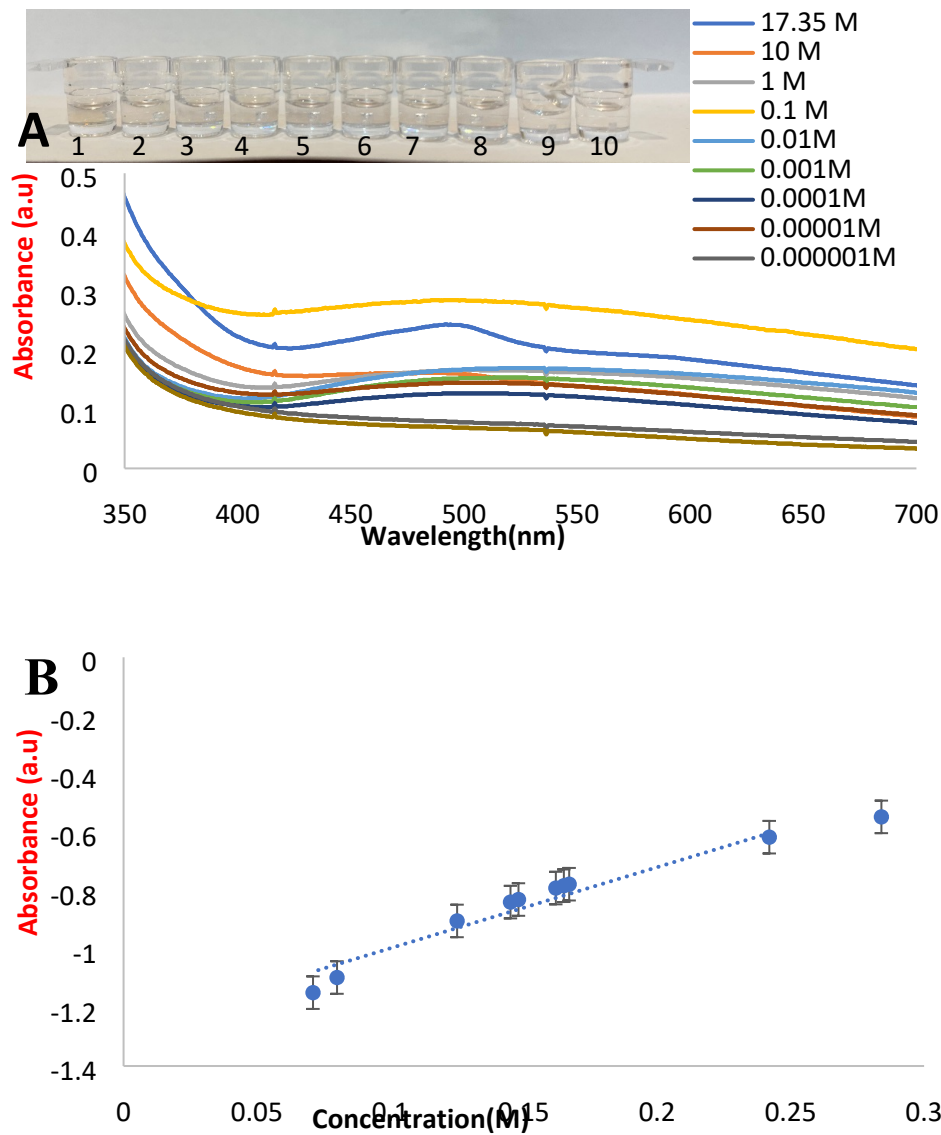 17.35 M
10 M
1 M
0.1 M
0.01M
0.001M
0.0001M
0.00001M
0.000001M
A
1 2 3 4 5 6 7 8 9 10
Absorbance (a.u)
0.5
0.4
0.3
0.2
0.1
0
350 400 450 500 550 600 650 700
Wavelength(nm)
B
Absorbance (a.u)
0
-0.2
-0.4
-0.6
-0.8
-1
-1.2
-1.4
0 0.05 0.1 0.15 0.2 0.25 0.3
Concentration(M)